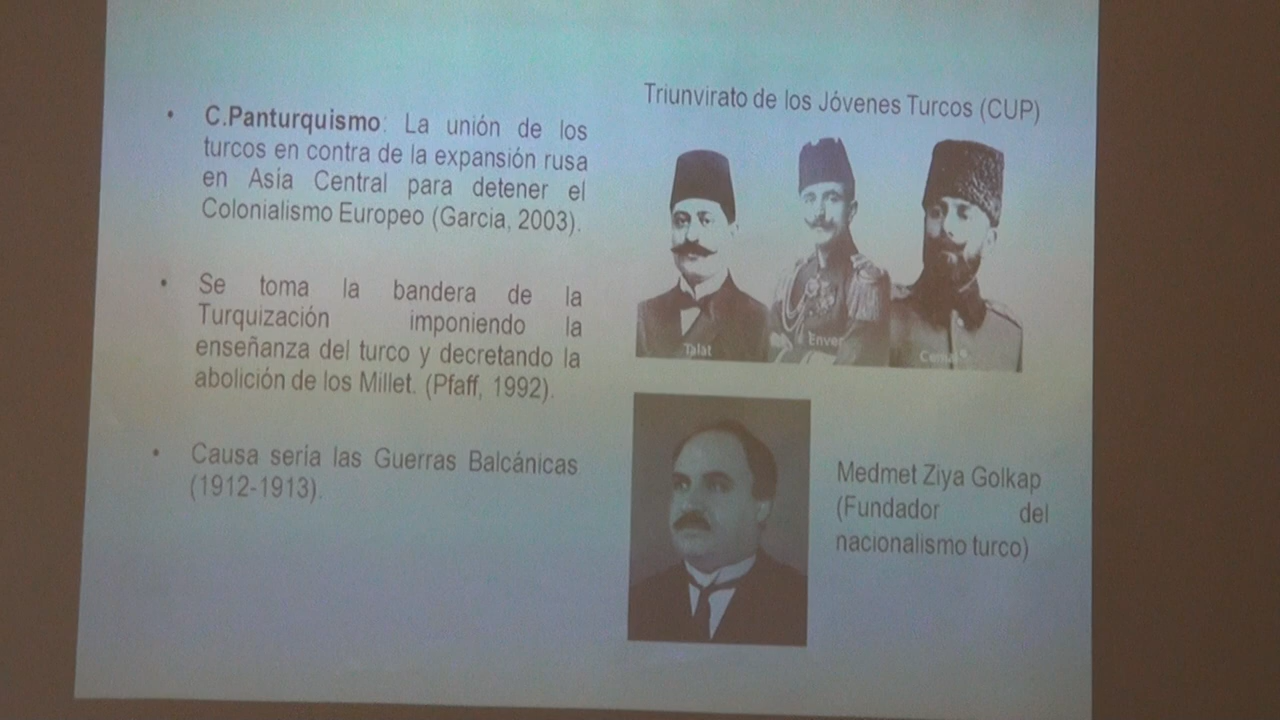 • C.Panturquismo: La unión de los
turcos en contra de la expansión rusa
en Asia Central para detener el
Colonialismo Europeo (Garcia, 2003).
• Se toma la bandera de la
Turquización imponiendo la
enseñanza del turco y decretando la
abolición de los Millet. (Pfaff, 1992).
• Causa sería las Guerras Balcánicas
(1912-1913).
Triunvirato de los Jóvenes Turcos (CUP)
Talat
Enver
Cemal
Medmet Ziya Golkap
(Fundador del
nacionalismo turco)